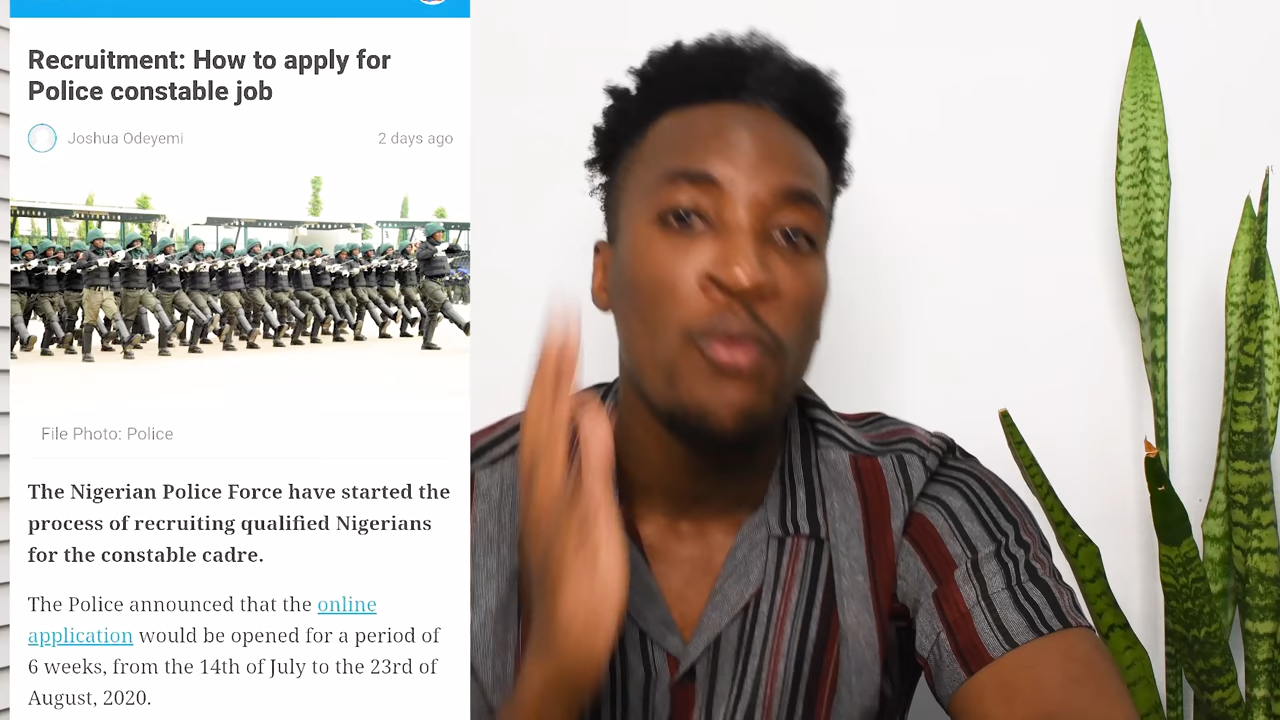 Recruitment: How to apply for
Police constable job
Joshua Odeyemi
2 days ago
File Photo: Police
The Nigerian Police Force have started the
process of recruiting qualified Nigerians
for the constable cadre.
The Police announced that the online
application would be opened for a period of
6 weeks, from the 14th of July to the 23rd of
August, 2020.